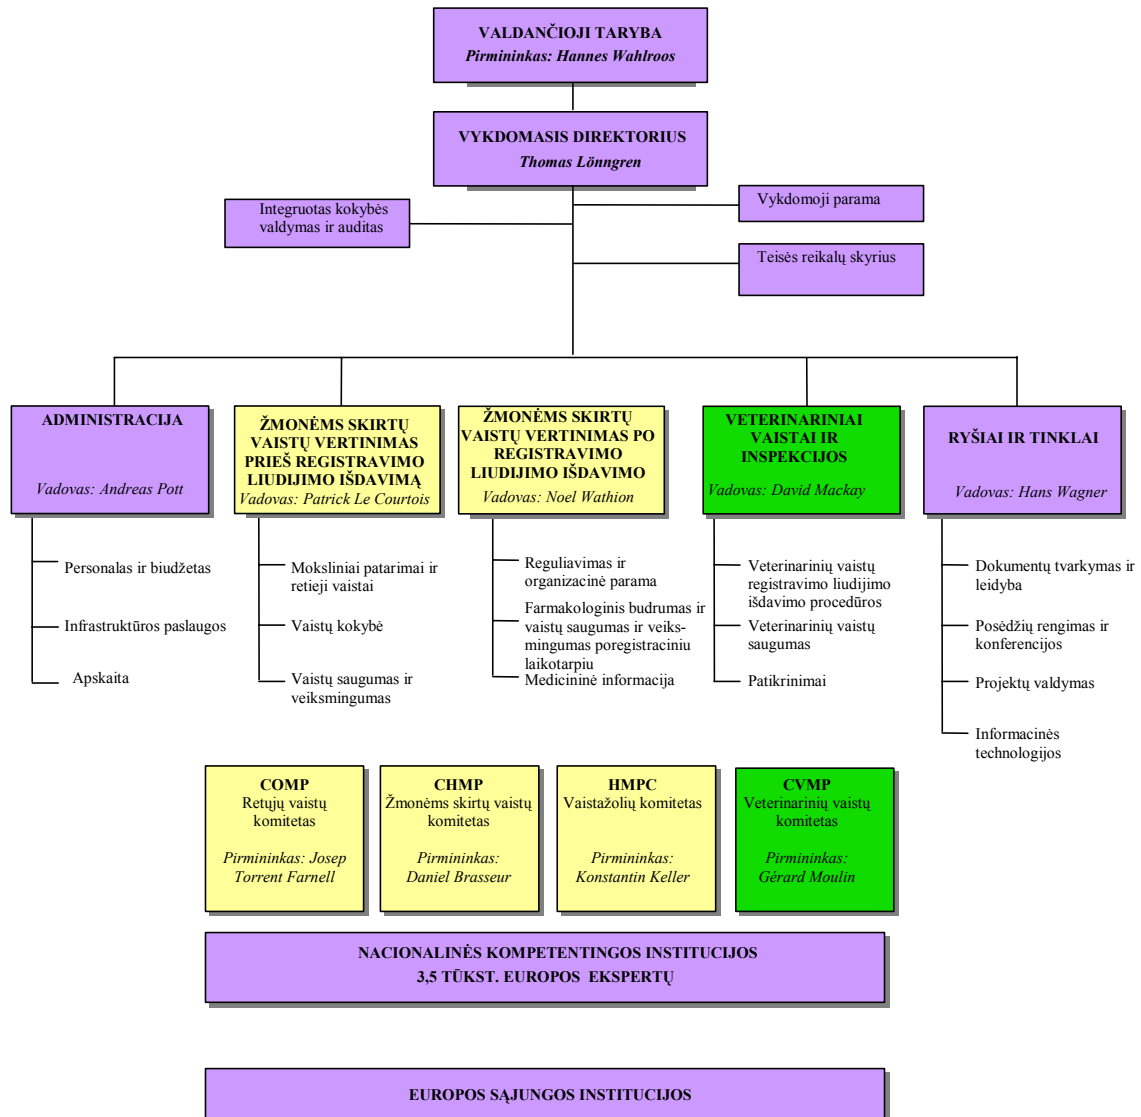 VALDANČIOJI TARYBA
Pirmininkas: Hannes Wahlroos
VYKDOMASIS DIREKTORIUS
Thomas Lönngren
Integruotas kokybės
valdymas ir auditas
Vykdomoji parama
Teisės reikalų skyrius
ADMINISTRACIJA
Vadovas: Andreas Pott
Personalas ir biudžetas
Infrastruktūros paslaugos
Apskaita
ŽMONĖMS SKIRTŲ
VAISTŲ VERTINIMAS
PRIEŠ REGISTRAVIMO
LIUDIJIMO IŠDAVIMĄ
Vadovas: Patrick Le Courtois
Moksliniai patarimai ir
retieji vaistai
Vaistų kokybė
Vaistų saugumas ir
veiksmingumas
ŽMONĖMS SKIRTŲ
VAISTŲ VERTINIMAS PO
REGISTRAVIMO
LIUDIJIMO IŠDAVIMO
Vadovas: Noel Wathion
Reguliavimas ir
organizacinė parama
Farmakologinis budrumas ir
vaistų saugumas ir veiks-
mingumas poregistraciniu
laikotarpiu
Medicininė informacija
VETERINARINIAI
VAISTAI IR
INSPEKCIJOS
Vadovas: David Mackay
Veterinarinių vaistų
registravimo liudijimo
išdavimo procedūros
Veterinarinių vaistų
saugumas
Patikrinimai
RYŠIAI IR TINKLAI
Vadovas: Hans Wagner
Dokumentų tvarkymas ir
leidyba
Posėdžių rengimas ir
konferencijos
Projektų valdymas
Informacinės
technologijos
COMP
Retųjų vaistų
komitetas
Pirmininkas: Josep
Torrent Farnell
CHMP
Žmonėms skirtų vaistų
komitetas
Pirmininkas:
Daniel Brasseur
HMPC
Vaistažolių komitetas
Pirmininkas:
Konstantin Keller
CVMP
Veterinarinių vaistų
komitetas
Pirmininkas:
Gérard Moulin
NACIONALINĖS KOMPETENTINGOS INSTITUCIJOS
3,5 TŪKST. EUROPOS EKSPERTŲ
EUROPOS SĄJUNGOS INSTITUCIJOS